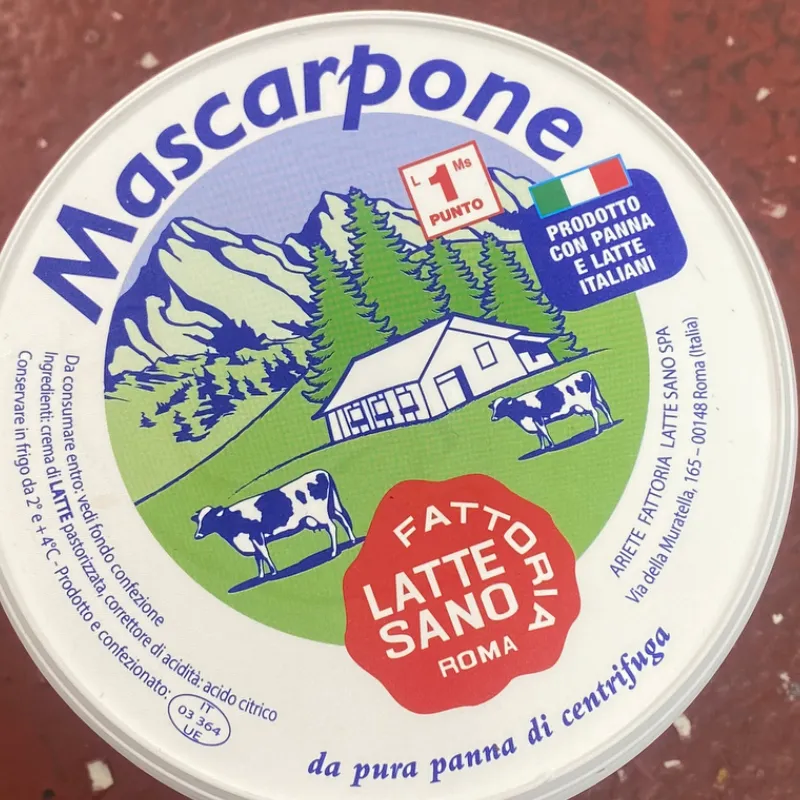 Mascarpone
L 1 Ms
PUNTO
PRODOTTO
CON PANNA
E LATTE
ITALIANI
Da consumare entro: vedi fondo confezione
Ingredienti: crema di LATTE pastorizzata, correttore di acidità: acido citrico
Conservare in frigo da 2° e + 4°C - Prodotto e confezionato:
IT
03 364
UE
ARIETE FATTORIA LATTE SANO SPA
Via della Muratella, 165 – 00148 Roma (Italia)
FATTORIA
LATTE
SANO
ROMA
da pura panna di centrifuga